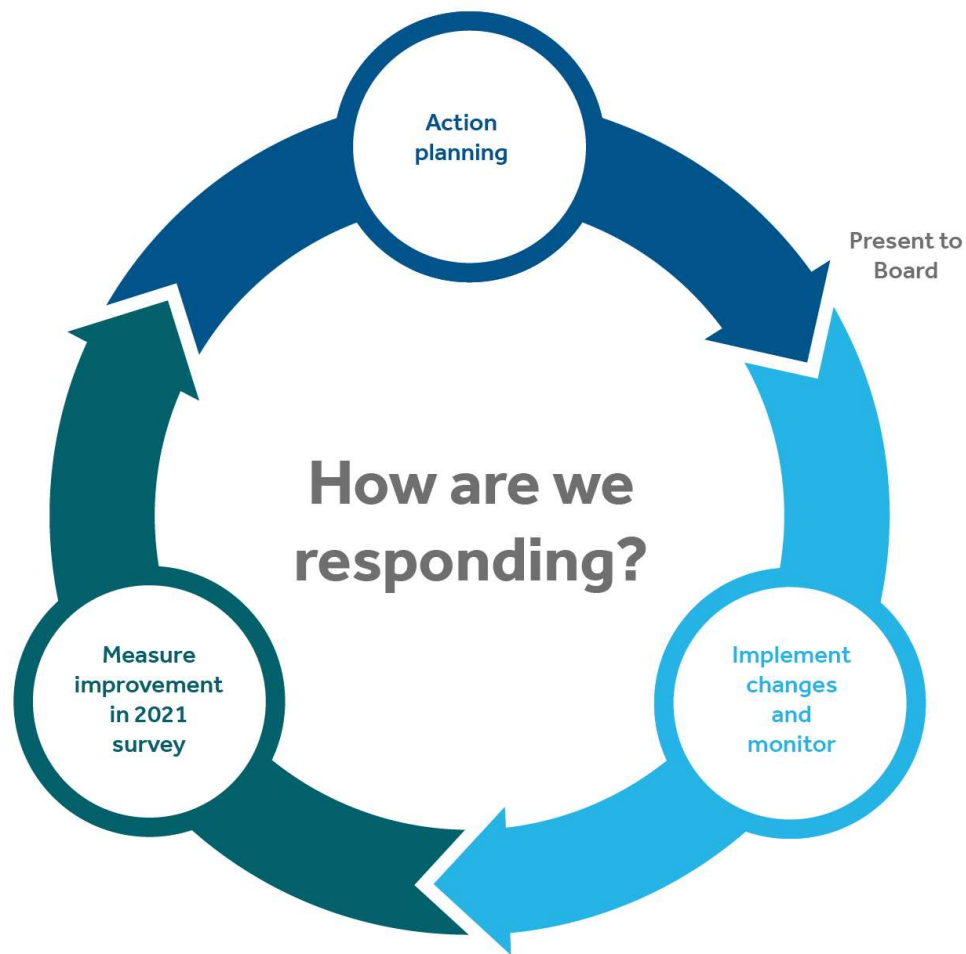 Action
planning
Present to
Board
How are we
responding?
Measure
improvement
in 2021
survey
Implement
changes
and
monitor